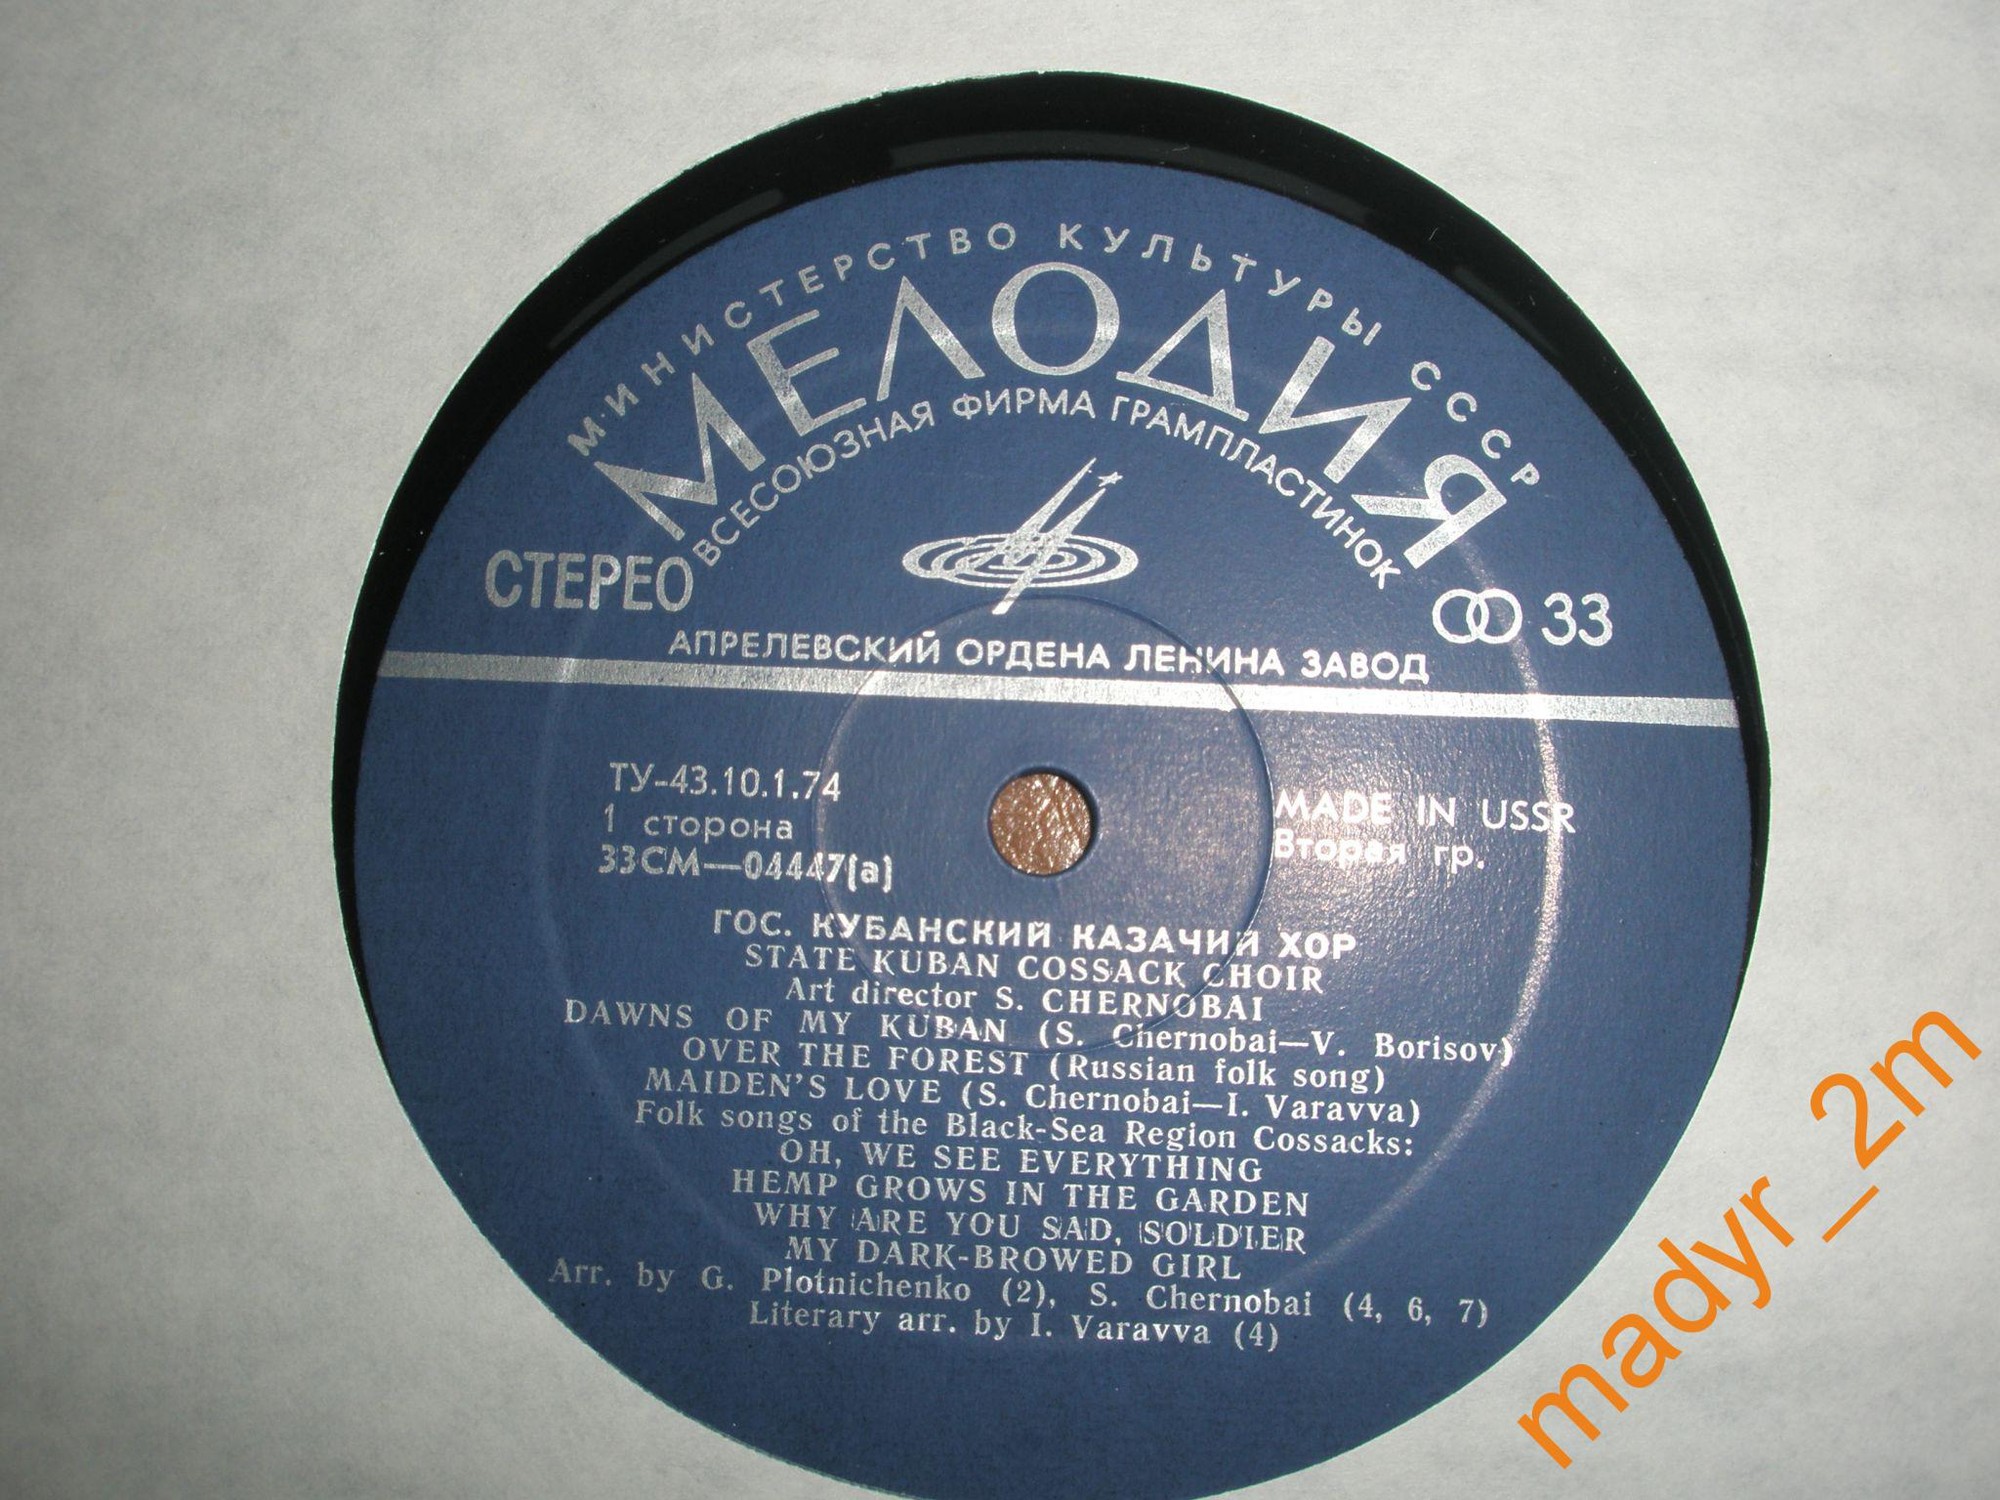 МИНИСТЕРСТВО КУЛЬТУРЫ СССР
МЕЛОДИЯ
ВСЕСОЮЗНАЯ ФИРМА ГРАМПЛАСТИНОК
СТЕРЕО
33
АПРЕЛЕВСКИЙ ОРДЕНА ЛЕНИНА ЗАВОД
ТУ-43.10.1.74
1 сторона
33СМ—04447(а)
MADE IN USSR
Вторая гр.
ГОС. КУБАНСКИЙ КАЗАЧИЙ ХОР
STATE KUBAN COSSACK CHOIR
Art director S. CHERNOBAI
DAWNS OF MY KUBAN (S. Chernobai—V. Borisov)
OVER THE FOREST (Russian folk song)
MAIDEN'S LOVE (S. Chernobai—I. Varavva)
Folk songs of the Black-Sea Region Cossacks:
OH, WE SEE EVERYTHING
HEMP GROWS IN THE GARDEN
WHY ARE YOU SAD, SOLDIER
MY DARK-BROWED GIRL
Arr. by G. Plotnichenko (2), S. Chernobai (4, 6, 7)
Literary arr. by I. Varavva (4)
madyr_2m